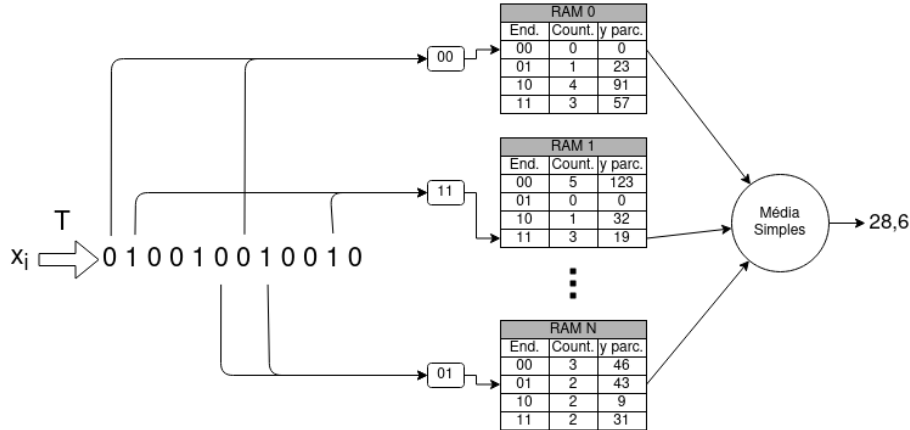 RAM 0
End. Count. y parc.
00 0 0
01 1 23
10 4 91
11 3 57
00
RAM 1
End. Count. y parc.
00 5 123
01 0 0
10 1 32
11 3 19
11
T
xi
0 1 0 0 1 0 0 1 0 0 1 0
Média
Simples
28,6
RAM N
End. Count. y parc.
00 3 46
01 2 43
10 2 9
11 2 31
01